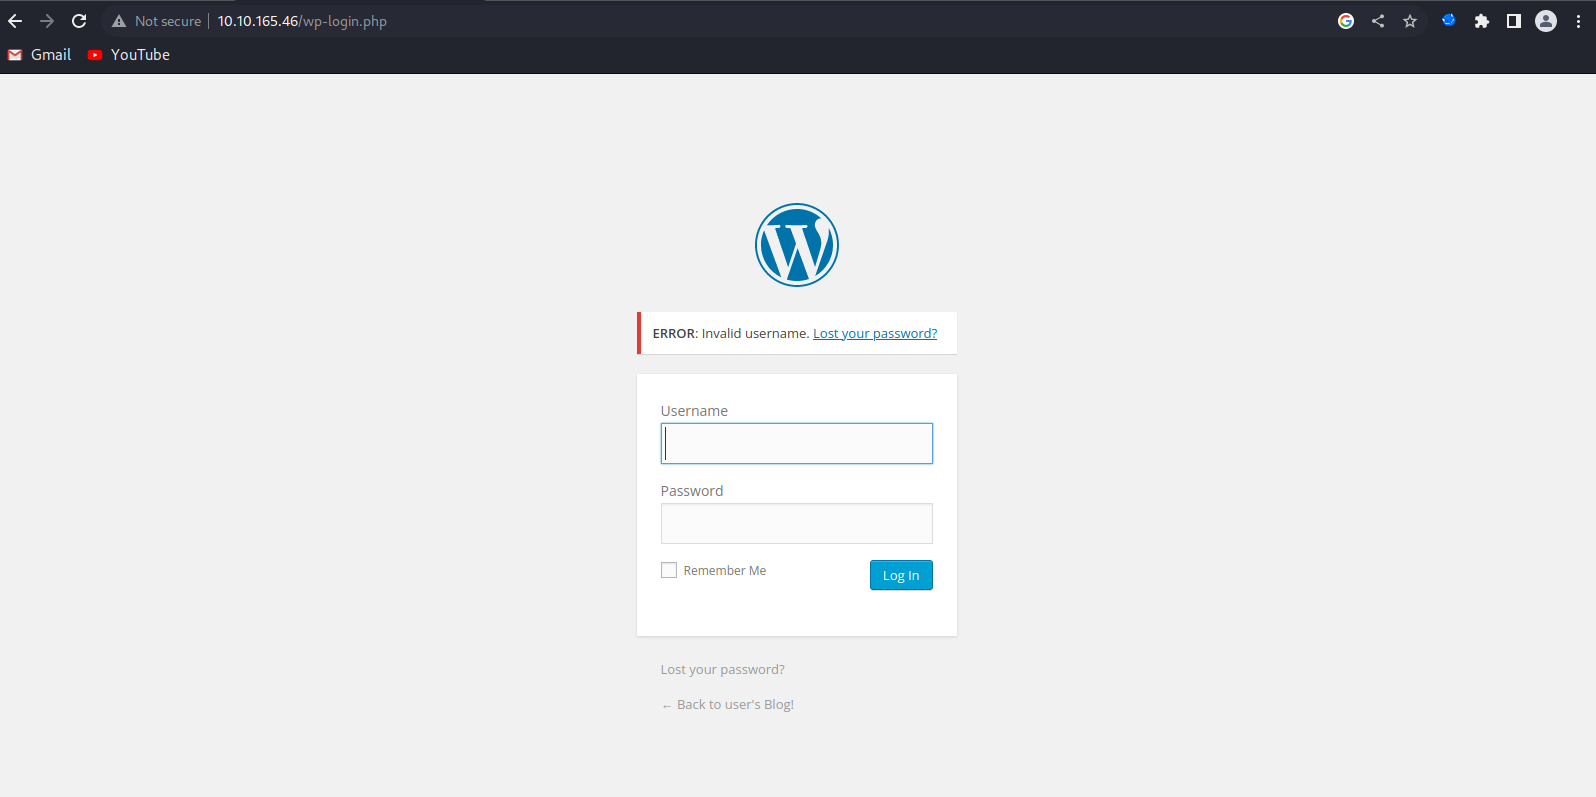 Not secure 10.10.165.46/wp-login.php
Gmail YouTube
ERROR: Invalid username. Lost your password?
Username
Password
Remember Me Log In
Lost your password?
← Back to user's Blog!